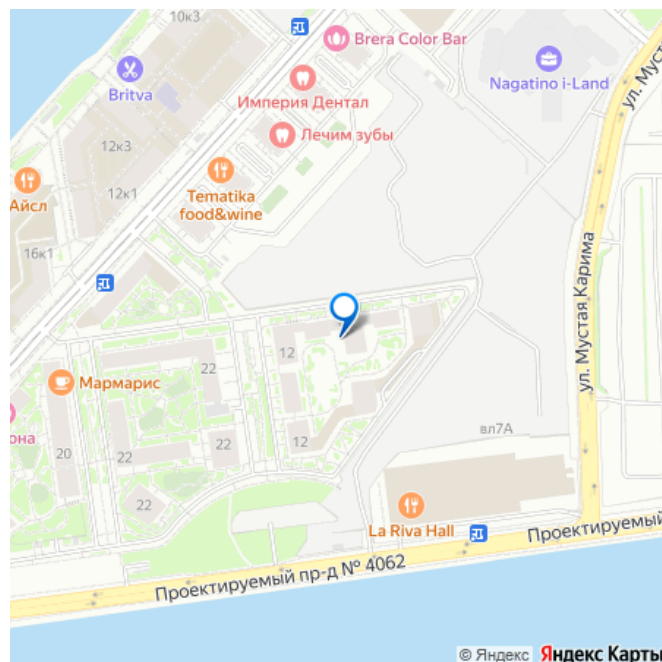 10к3
Brera Color Bar
Britva
Империя Дентал
Nagatino i-Land
ул. Мустая
12к3
Лечим зубы
Айсл
12к1
Tematika
food&wine
16к1
ул. Мустая Карима
12
22
Мармарис
она
20
22
22
12
вл7А
22
La Riva Hall
Проектируемый
Проектируемый пр-д № 4062
© Яндекс Яндекс Карты